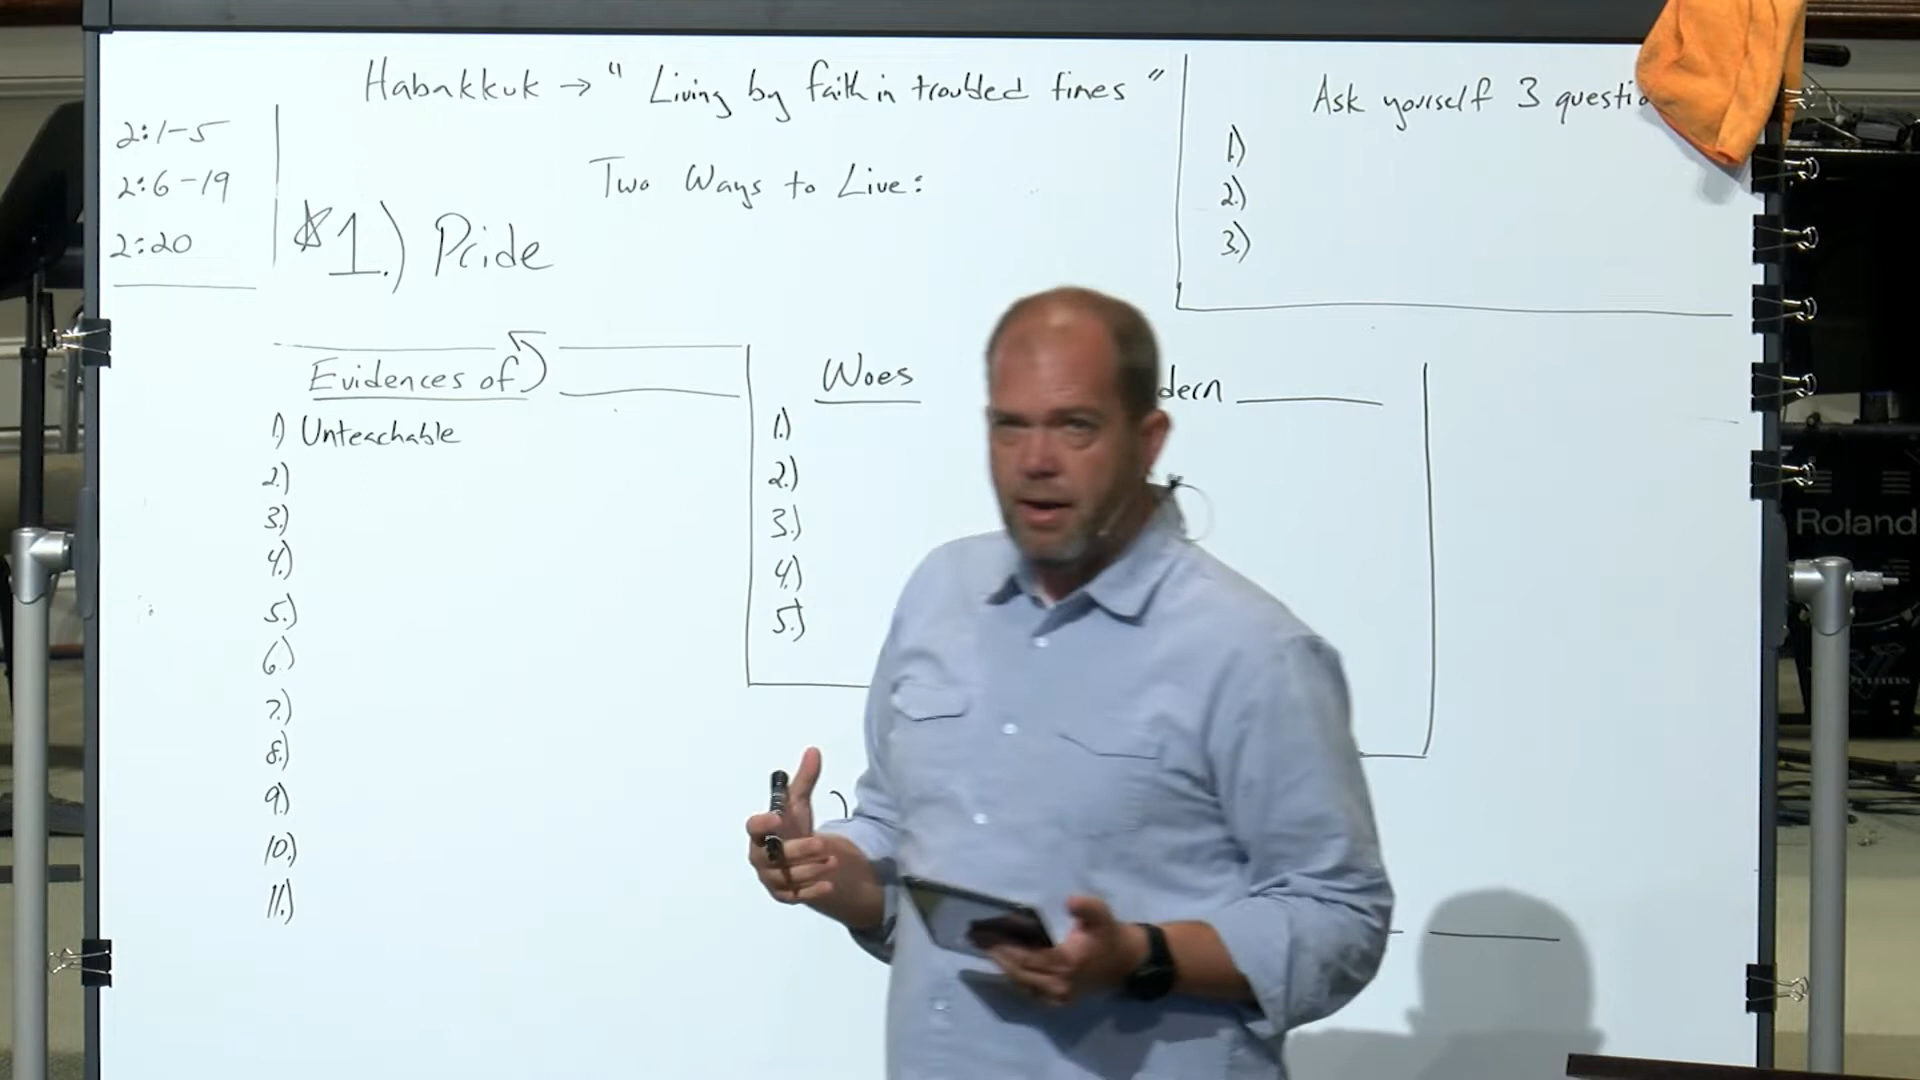 Habakkuk → "Living by faith in troubled times"
2:1-5
2:6-19
2:20
Two Ways to Live:
1.) Pride
Ask yourself 3 questio
1)
2.)
3.)
Evidences of
1) Unteachable
2.)
3.)
4.)
5.)
6.)
7.)
8.)
9.)
10.)
11.)
Woes
1.)
2.)
3.)
4.)
5.)
dern
Roland